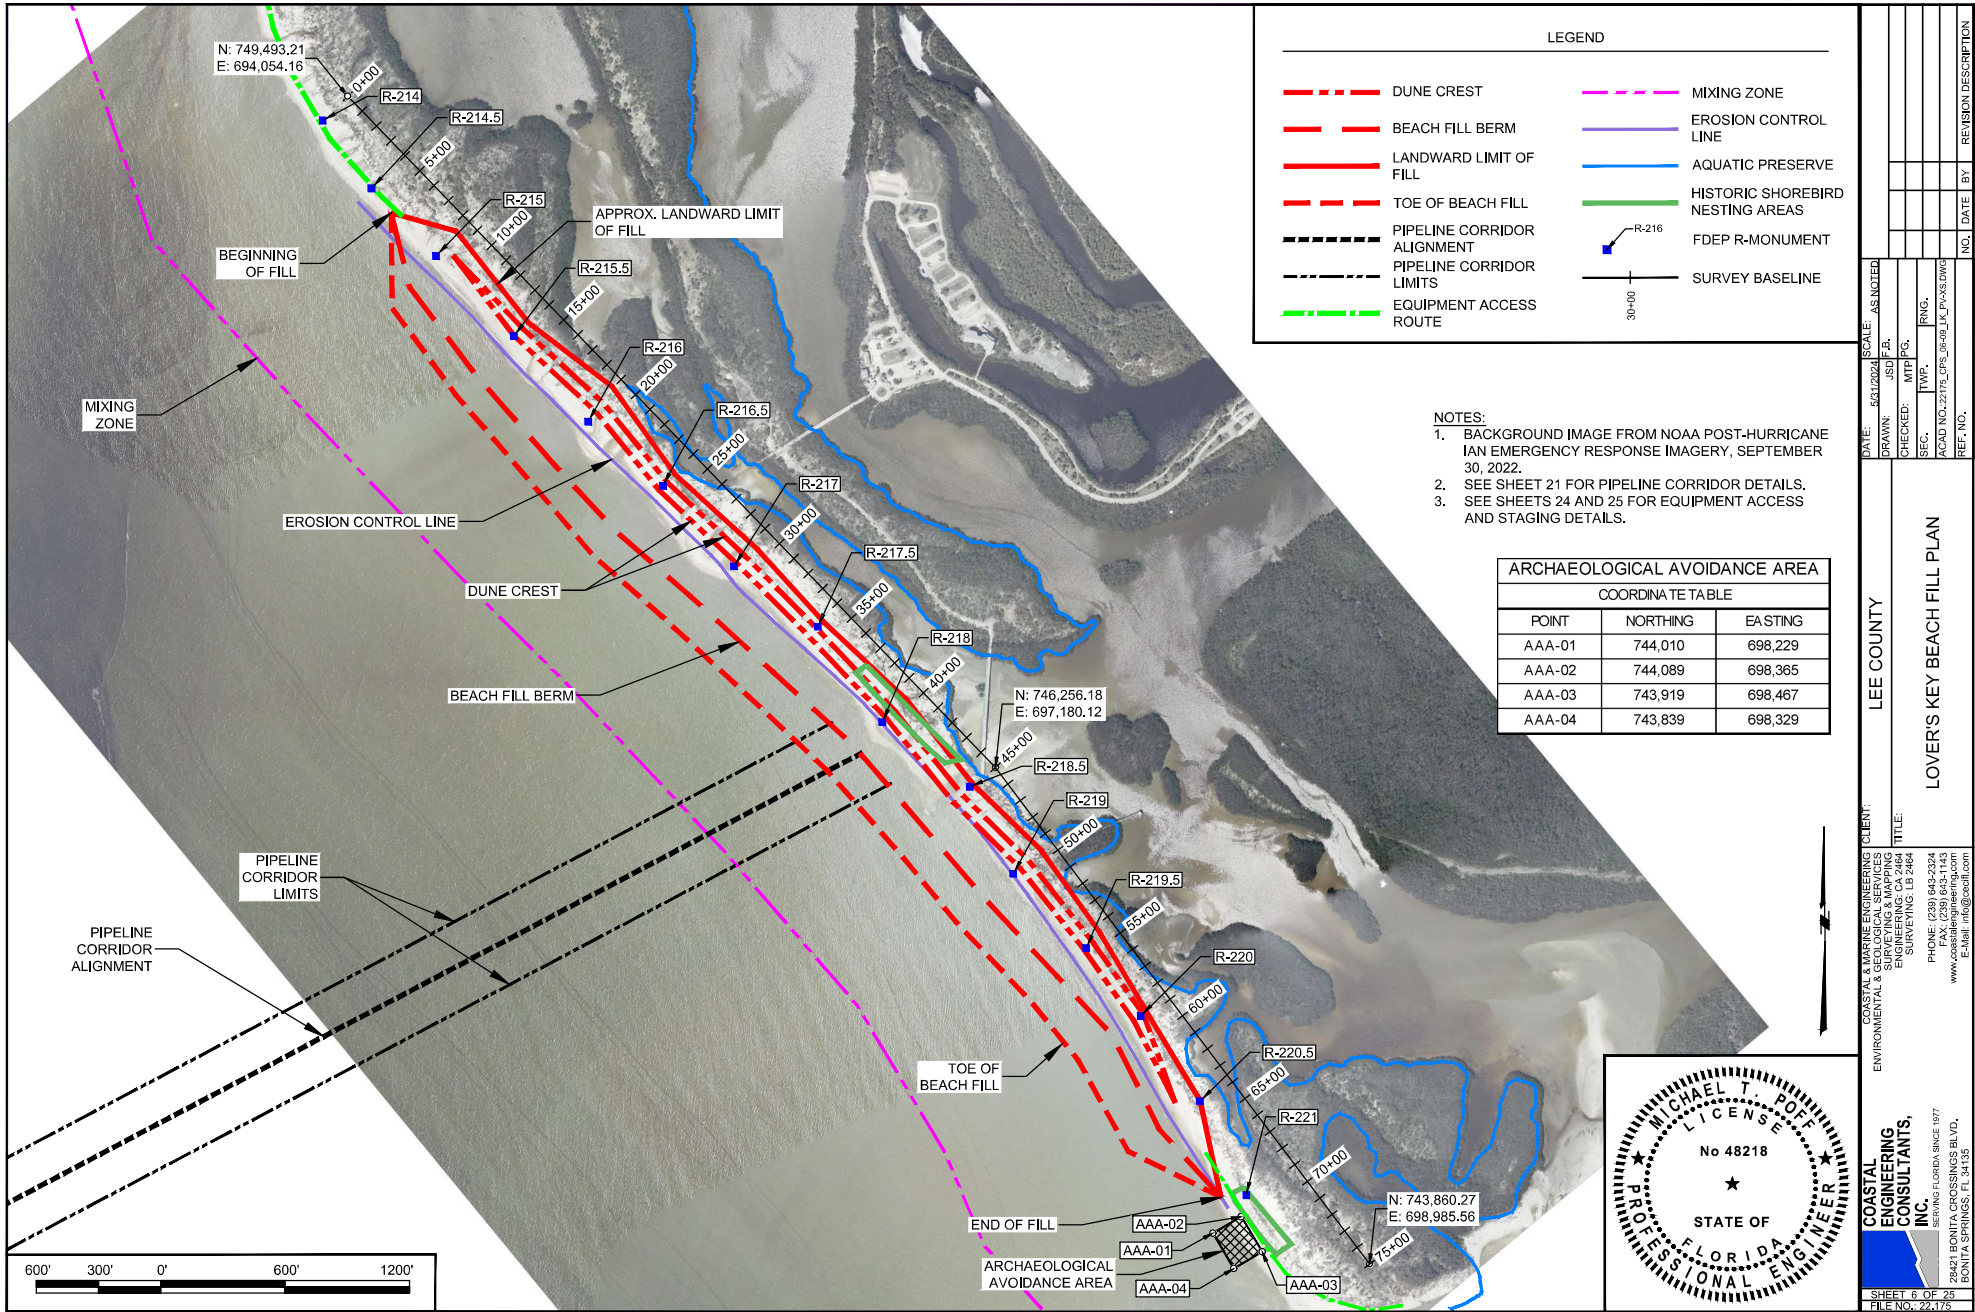 N: 749,493.21
E: 694,054.16
0+00
R-214
R-214.5
5+00
R-215
10+00
APPROX. LANDWARD LIMIT
OF FILL
BEGINNING
OF FILL
R-215.5
15+00
R-216
20+00
MIXING
ZONE
R-216.5
25+00
R-217
EROSION CONTROL LINE
30+00
R-217.5
DUNE CREST
35+00
R-218
40+00
BEACH FILL BERM
N: 746,256.18
E: 697,180.12
45+00
R-218.5
R-219
50+00
PIPELINE
CORRIDOR
LIMITS
R-219.5
55+00
PIPELINE
CORRIDOR
ALIGNMENT
R-220
60+00
R-220.5
TOE OF
BEACH FILL
65+00
R-221
70+00
N: 743,860.27
E: 698,985.56
75+00
END OF FILL
AAA-02
AAA-01
ARCHAEOLOGICAL
AVOIDANCE AREA
AAA-04
AAA-03
600' 300' 0' 600' 1200'
LEGEND
DUNE CREST
BEACH FILL BERM
LANDWARD LIMIT OF
FILL
TOE OF BEACH FILL
PIPELINE CORRIDOR
ALIGNMENT
PIPELINE CORRIDOR
LIMITS
EQUIPMENT ACCESS
ROUTE
MIXING ZONE
EROSION CONTROL
LINE
AQUATIC PRESERVE
HISTORIC SHOREBIRD
NESTING AREAS
R-216
FDEP R-MONUMENT
SURVEY BASELINE
30+00
NOTES:
1. BACKGROUND IMAGE FROM NOAA POST-HURRICANE
IAN EMERGENCY RESPONSE IMAGERY, SEPTEMBER
30, 2022.
2. SEE SHEET 21 FOR PIPELINE CORRIDOR DETAILS.
3. SEE SHEETS 24 AND 25 FOR EQUIPMENT ACCESS
AND STAGING DETAILS.
ARCHAEOLOGICAL AVOIDANCE AREA
COORDINATE TABLE
POINT NORTHING EASTING
AAA-01 744,010 698,229
AAA-02 744,089 698,365
AAA-03 743,919 698,467
AAA-04 743,839 698,329
N
MICHAEL T. POFF
LICENSE
No 48218
STATE OF
FLORIDA
PROFESSIONAL ENGINEER
NO. DATE BY REVISION DESCRIPTION
DATE: 5/31/2024 SCALE: AS NOTED
DRAWN: JSD F.B.
CHECKED: MTP PG.
SEC. TWP. RNG.
ACAD NO.: 22175_CPS_06-09_LK_PV-XS.DWG
REF. NO.
CLIENT:
LEE COUNTY
TITLE:
LOVER'S KEY BEACH FILL PLAN
COASTAL & MARINE ENGINEERING
ENVIRONMENTAL & GEOLOGICAL SERVICES
SURVEYING & MAPPING
ENGINEERING: CA 2464
SURVEYING: LB 2464
PHONE: (239) 643-2324
FAX: (239) 643-1143
www.coastalengineering.com
E-Mail: info@cecifl.com
COASTAL
ENGINEERING
CONSULTANTS,
INC.
SERVING FLORIDA SINCE 1977
28421 BONITA CROSSINGS BLVD.
BONITA SPRINGS, FL 34135
SHEET 6 OF 25
FILE NO.: 22.175